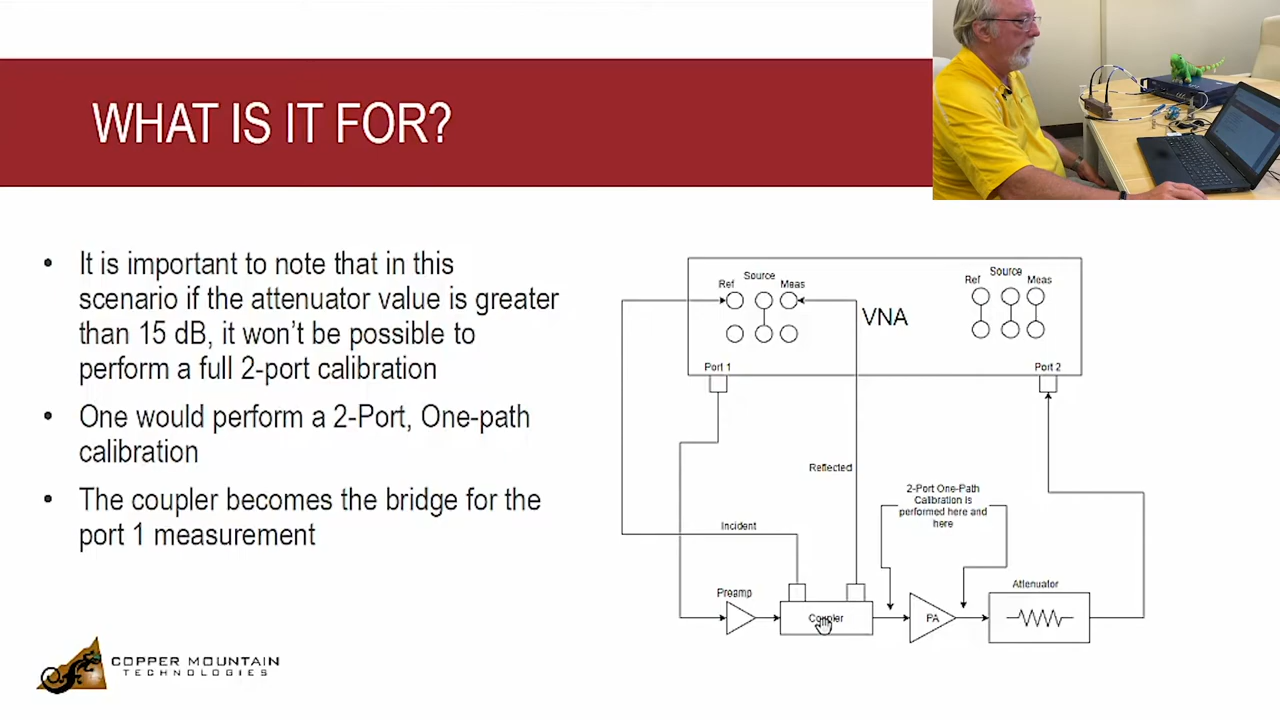 WHAT IS IT FOR?
• It is important to note that in this
scenario if the attenuator value is greater
than 15 dB, it won’t be possible to
perform a full 2-port calibration
• One would perform a 2-Port, One-path
calibration
• The coupler becomes the bridge for the
port 1 measurement
Ref Source Meas
VNA
Ref Source Meas
Port 1
Port 2
Reflected
2-Port One-Path
Calibration is
performed here and
here
Incident
Preamp
Attenuator
Coupler
PA
COPPER MOUNTAIN
TECHNOLOGIES